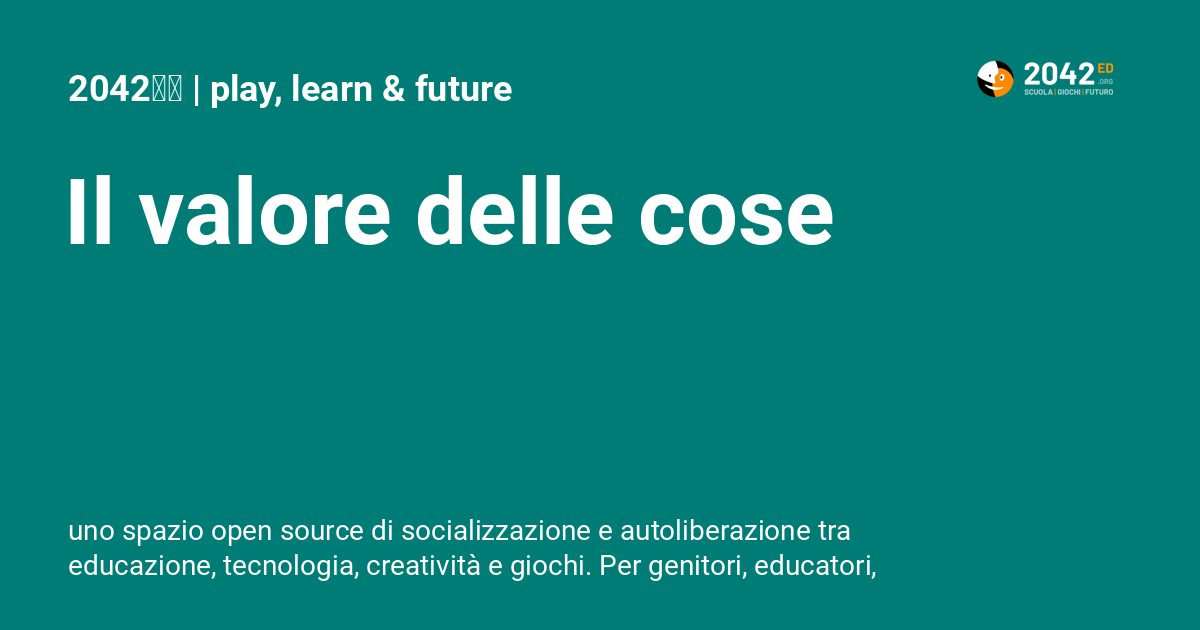 2042 | play, learn & future
2042 ED
.ORG
SCUOLA | GIOCHI | FUTURO
Il valore delle cose
uno spazio open source di socializzazione e autoliberazione tra
educazione, tecnologia, creatività e giochi. Per genitori, educatori,